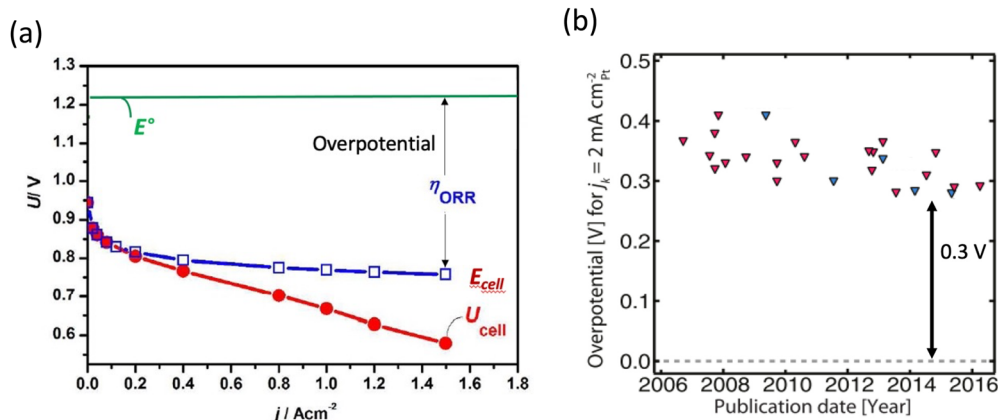 (a)
1.3
1.2
1.1
1.0
0.9
0.8
0.7
0.6
U/ V
E°
Overpotential
ηORR
Ecell
Ucell
0.0 0.2 0.4 0.6 0.8 1.0 1.2 1.4 1.6 1.8
j / Acm-2
(b)
0.5
0.4
0.3
0.2
0.1
0.0
Overpotential [V] for jk = 2 mA cm-2Pt
0.3 V
2006 2008 2010 2012 2014 2016
Publication date [Year]